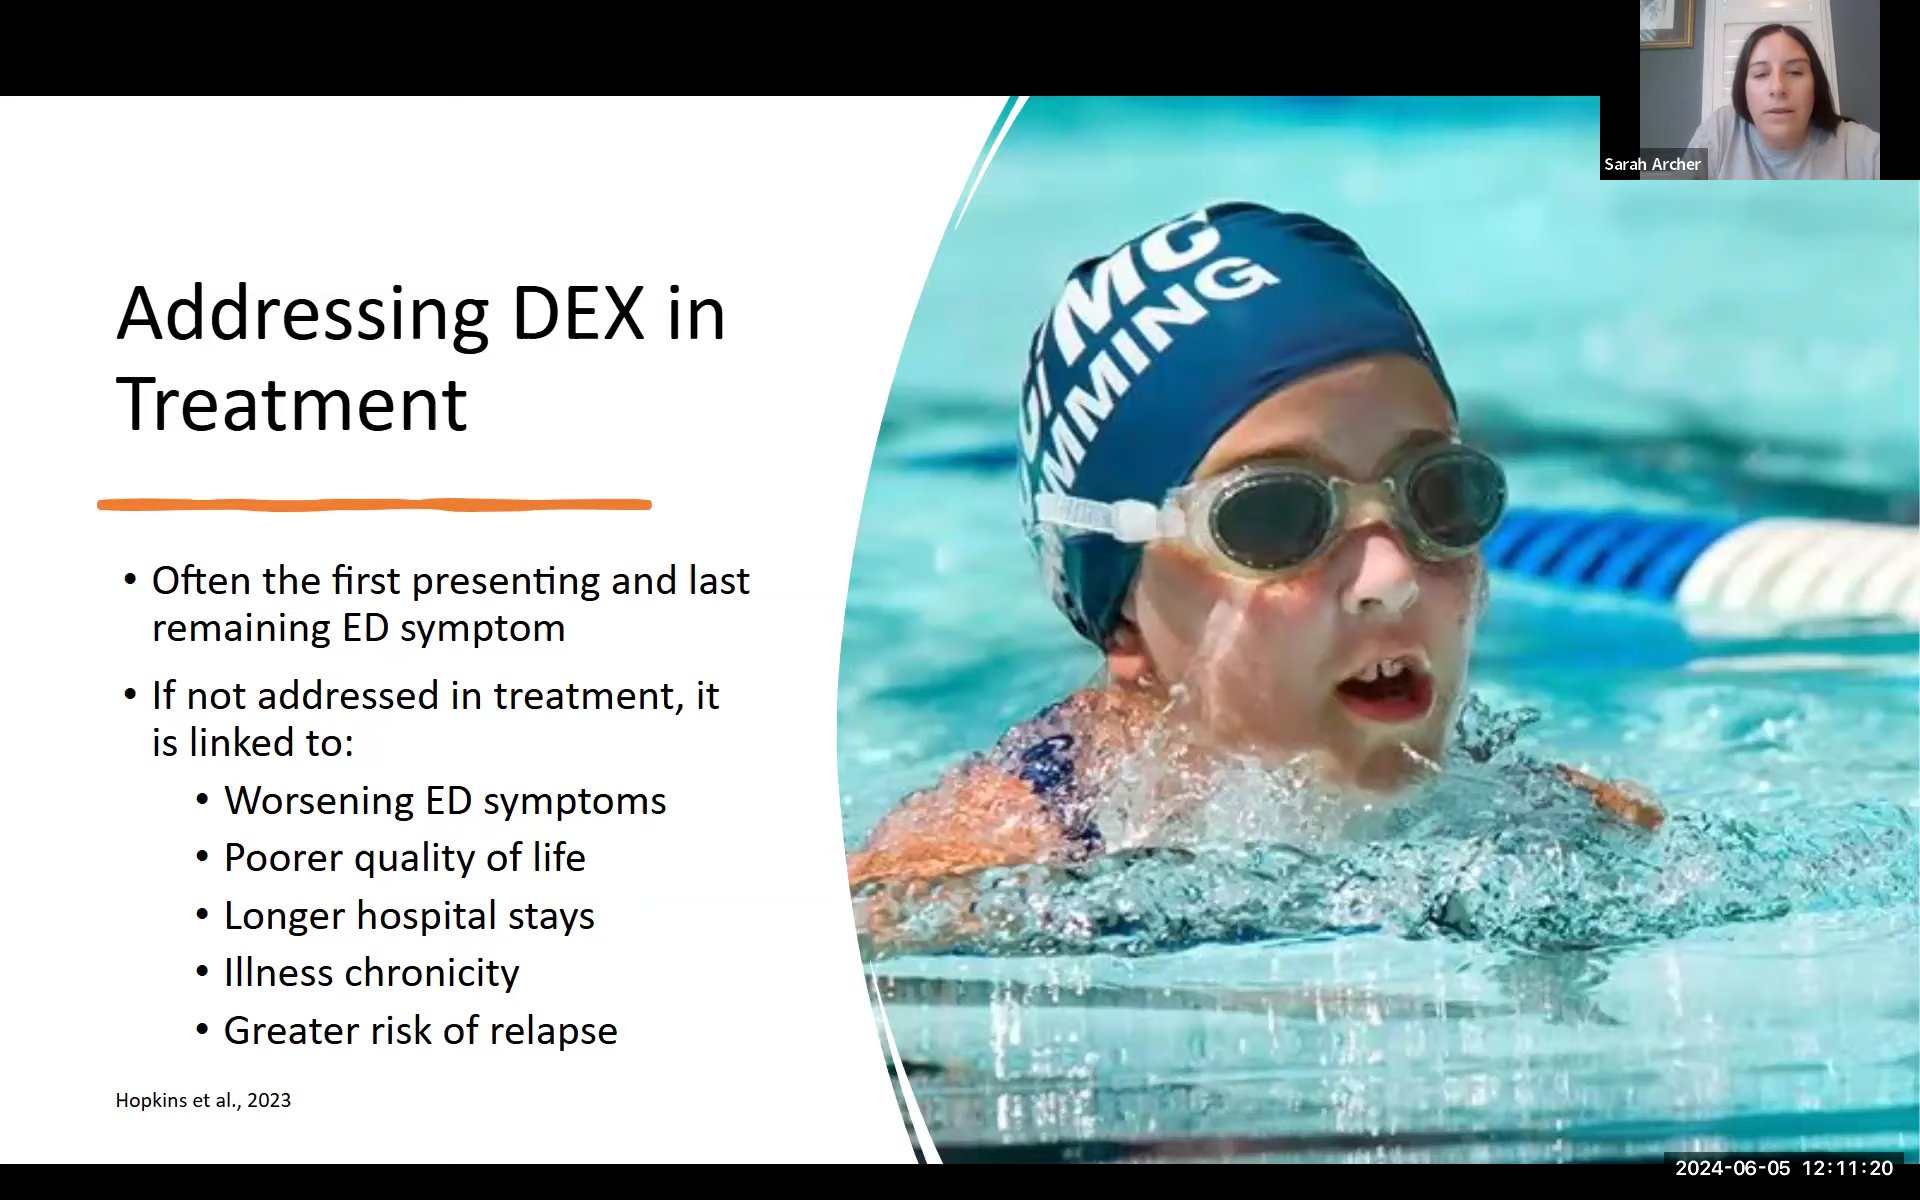 Sarah Archer
MC
MMING
Addressing DEX in
Treatment
• Often the first presenting and last
remaining ED symptom
• If not addressed in treatment, it
is linked to:
• Worsening ED symptoms
• Poorer quality of life
• Longer hospital stays
• Illness chronicity
• Greater risk of relapse
Hopkins et al., 2023
2024-06-05 12:11:20